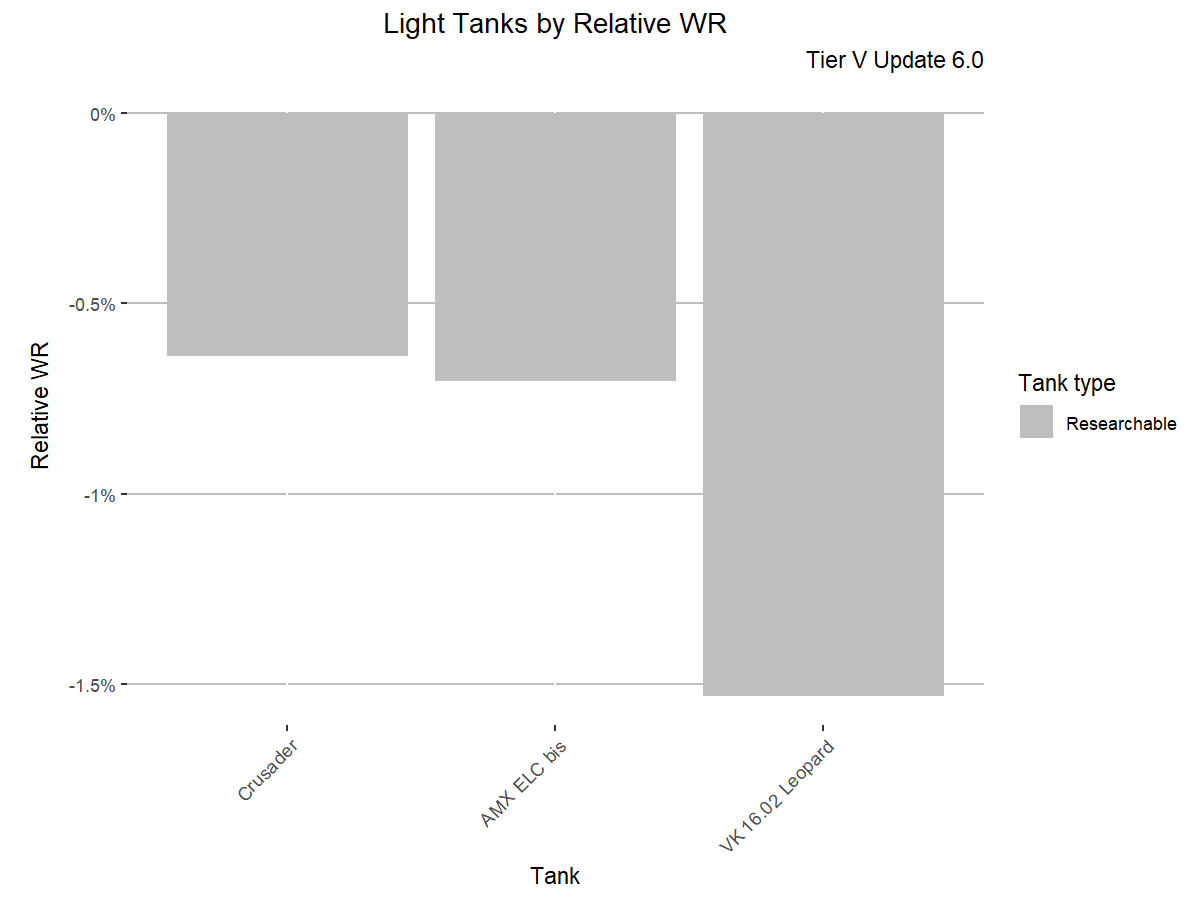 Light Tanks by Relative WR
Tier V Update 6.0
0%
-0.5%
-1%
-1.5%
Relative WR
Crusader
AMX ELC bis
VK 16.02 Leopard
Tank
Tank type
Researchable